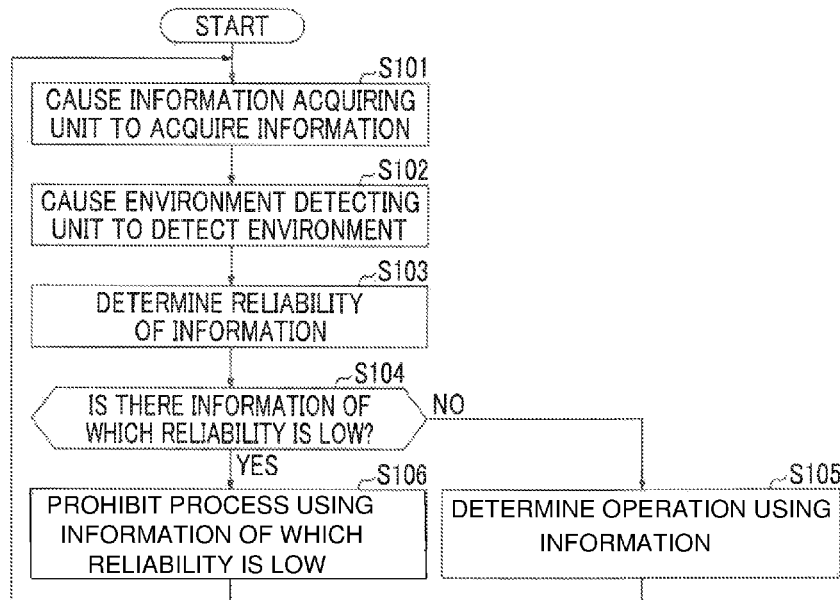 START
S101
CAUSE INFORMATION ACQUIRING
UNIT TO ACQUIRE INFORMATION
S102
CAUSE ENVIRONMENT DETECTING
UNIT TO DETECT ENVIRONMENT
S103
DETERMINE RELIABILITY
OF INFORMATION
S104
IS THERE INFORMATION OF
WHICH RELIABILITY IS LOW?
NO
YES
S106
PROHIBIT PROCESS USING
INFORMATION OF WHICH
RELIABILITY IS LOW
S105
DETERMINE OPERATION USING
INFORMATION